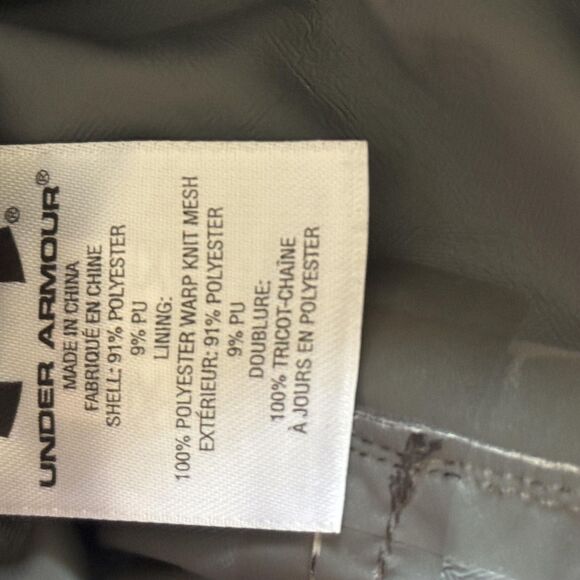 ®
UNDER ARMOUR®
MADE IN CHINA
FABRIQUÉ EN CHINE
SHELL: 91% POLYESTER
9% PU
LINING:
100% POLYESTER WARP KNIT MESH
EXTÉRIEUR: 91% POLYESTER
9% PU
DOUBLURE:
100% TRICOT-CHAÎNE
À JOURS EN POLYESTER